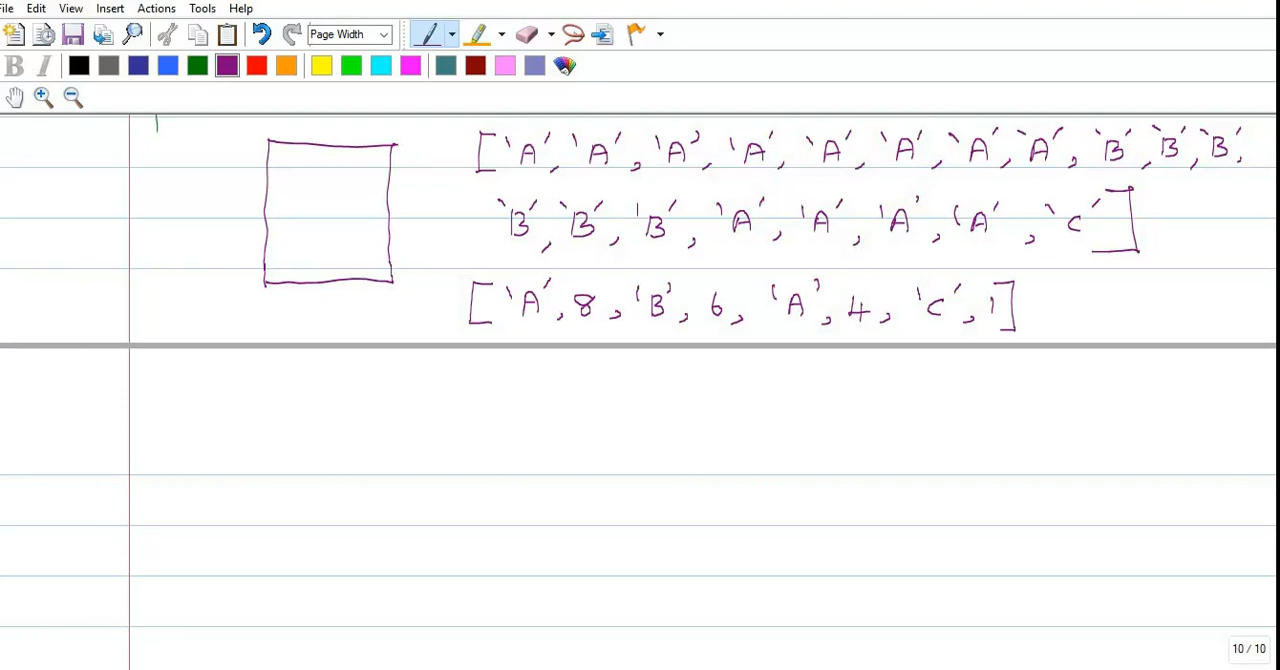 File Edit View Insert Actions Tools Help
Page Width
B I
['A', 'A', 'A', 'A', 'A', 'A', 'A', 'A', 'B', 'B', 'B',
'B', 'B', 'B', 'A', 'A', 'A', 'A', 'C']
['A', 8, 'B', 6, 'A', 4, 'C', 1]
10 / 10